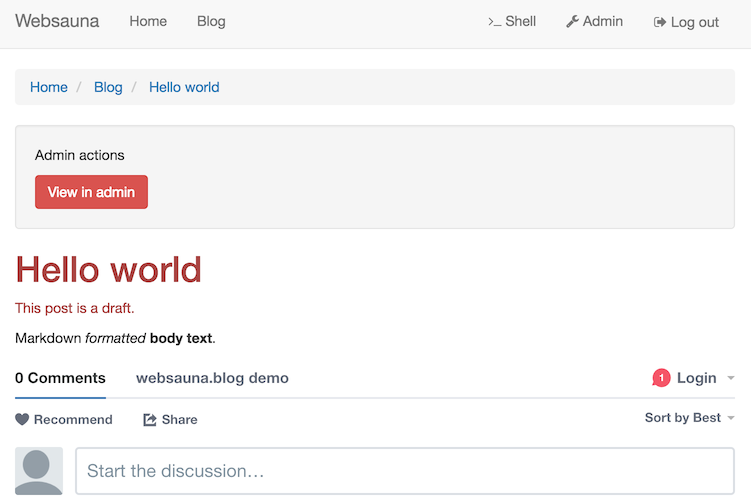 Websauna Home Blog >_ Shell Admin Log out
Home / Blog / Hello world
Admin actions
View in admin
Hello world
This post is a draft.
Markdown formatted body text.
0 Comments websauna.blog demo 1 Login
Recommend Share Sort by Best
Start the discussion…